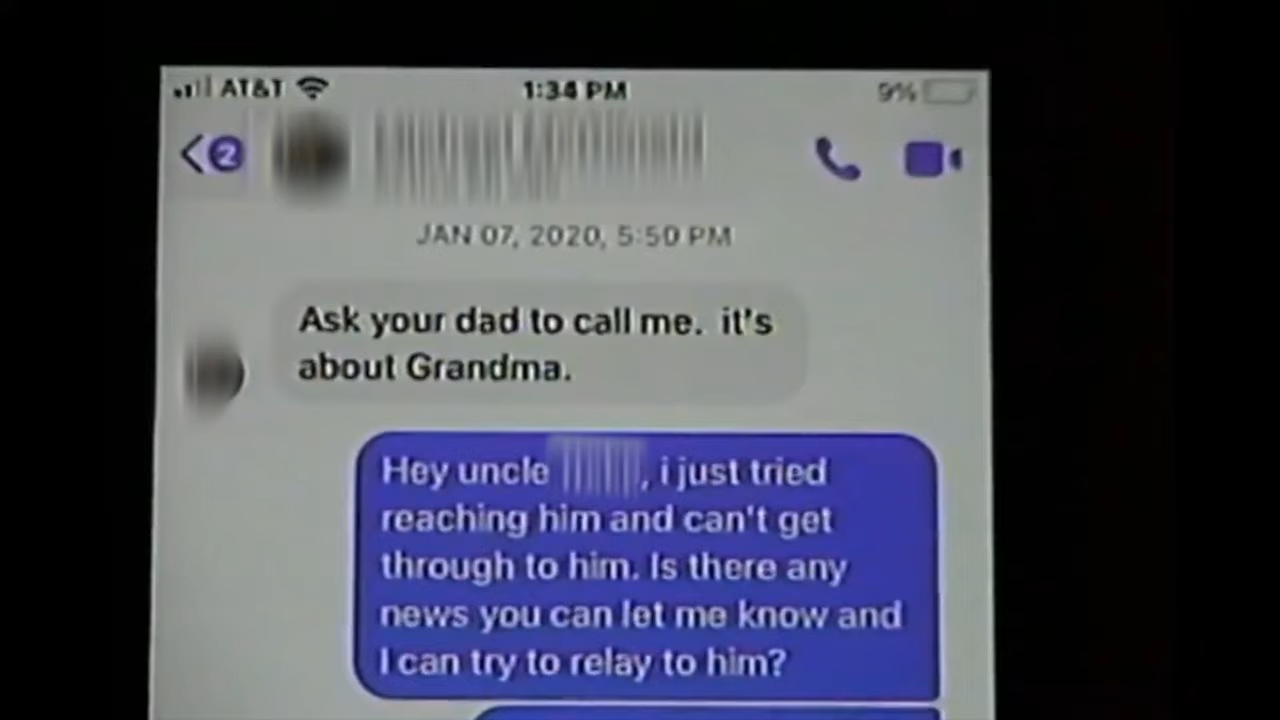 AT&T 1:34 PM 9%
2
JAN 07, 2020, 5:50 PM
Ask your dad to call me. it's
about Grandma.
Hey uncle , i just tried
reaching him and can't get
through to him. Is there any
news you can let me know and
I can try to relay to him?